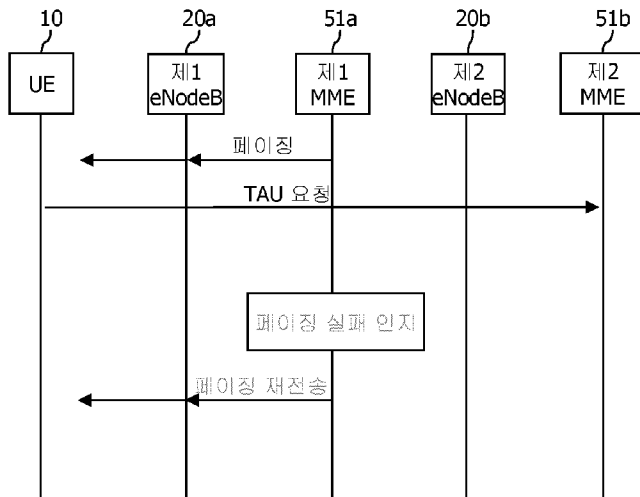 10
20a
51a
20b
51b
UE
제1
eNodeB
제1
MME
제2
eNodeB
제2
MME
페이징
TAU 요청
페이징 실패 인지
페이징 재전송